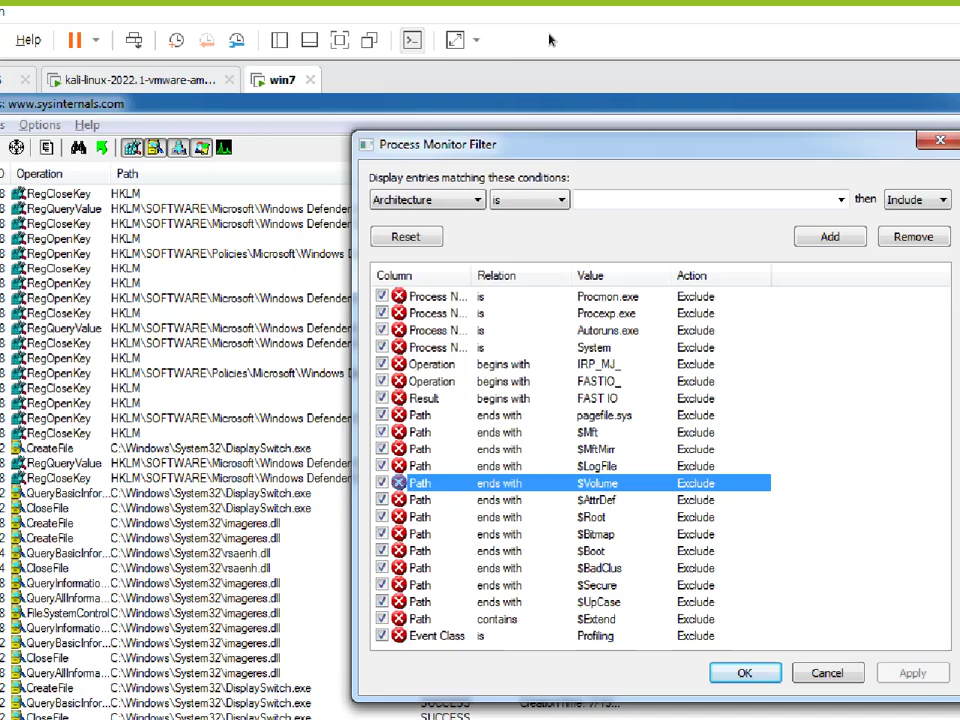 Help
kali-linux-2022.1-vmware-am...
win7
s: www.sysinternals.com
s Options Help
Operation Path
RegCloseKey HKLM
RegQueryValue HKLM\SOFTWARE\Microsoft\Windows Defender
RegCloseKey HKLM\SOFTWARE\Microsoft\Windows Defender
RegOpenKey HKLM
RegOpenKey HKLM\SOFTWARE\Policies\Microsoft\Windows
RegCloseKey HKLM
RegOpenKey HKLM
RegOpenKey HKLM\SOFTWARE\Microsoft\Windows Defender
RegCloseKey HKLM
RegQueryValue HKLM\SOFTWARE\Microsoft\Windows Defender
RegCloseKey HKLM\SOFTWARE\Microsoft\Windows Defender
RegOpenKey HKLM
RegOpenKey HKLM\SOFTWARE\Policies\Microsoft\Windows
RegCloseKey HKLM
RegOpenKey HKLM
RegOpenKey HKLM\SOFTWARE\Microsoft\Windows Defender
RegCloseKey HKLM
CreateFile C:\Windows\System32\DisplaySwitch.exe
RegQueryValue HKLM\SOFTWARE\Microsoft\Windows Defender
RegCloseKey HKLM\SOFTWARE\Microsoft\Windows Defender
QueryBasicInfor... C:\Windows\System32\DisplaySwitch.exe
CloseFile C:\Windows\System32\DisplaySwitch.exe
CreateFile C:\Windows\System32\imageres.dll
CreateFile C:\Windows\System32\imageres.dll
QueryBasicInfor... C:\Windows\System32\rsaenh.dll
CloseFile C:\Windows\System32\rsaenh.dll
QueryInformatio... C:\Windows\System32\imageres.dll
QueryAllInforma... C:\Windows\System32\imageres.dll
FileSystemControl C:\Windows\System32\imageres.dll
QueryInformatio... C:\Windows\System32\imageres.dll
QueryBasicInfor... C:\Windows\System32\imageres.dll
CloseFile C:\Windows\System32\imageres.dll
QueryAllInforma... C:\Windows\System32\imageres.dll
CreateFile C:\Windows\System32\DisplaySwitch.exe
QueryBasicInfor... C:\Windows\System32\DisplaySwitch.exe
CloseFile C:\Windows\System32\DisplaySwitch.exe
SUCCESS
Process Monitor Filter
Display entries matching these conditions:
Architecture is then Include
Reset Add Remove
Column Relation Value Action
Process N... is Procmon.exe Exclude
Process N... is Procexp.exe Exclude
Process N... is Autoruns.exe Exclude
Process N... is System Exclude
Operation begins with IRP_MJ_ Exclude
Operation begins with FASTIO_ Exclude
Result begins with FAST IO Exclude
Path ends with pagefile.sys Exclude
Path ends with $Mft Exclude
Path ends with $MftMirr Exclude
Path ends with $LogFile Exclude
Path ends with $Volume Exclude
Path ends with $AttrDef Exclude
Path ends with $Root Exclude
Path ends with $Bitmap Exclude
Path ends with $Boot Exclude
Path ends with $BadClus Exclude
Path ends with $Secure Exclude
Path ends with $UpCase Exclude
Path contains $Extend Exclude
Event Class is Profiling Exclude
OK Cancel Apply